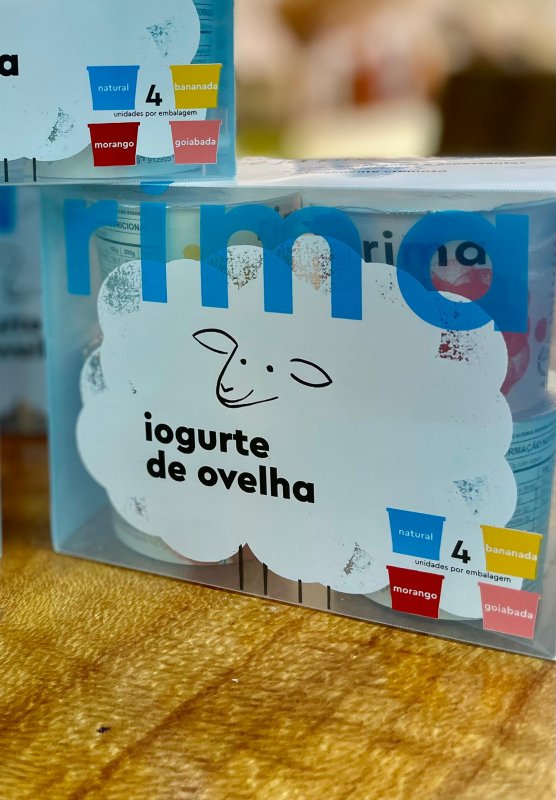 a
natural
4
bananada
unidades por embalagem
morango
goiabada
rima
rima
iogurte
de ovelha
natural
4
bananada
unidades por embalagem
morango
goiabada